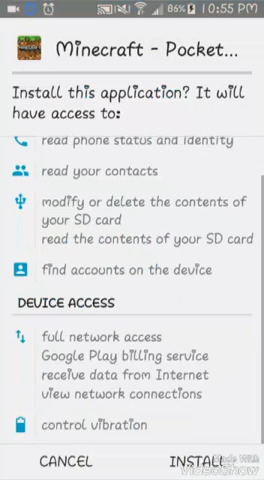 86% 10:55 PM
Minecraft - Pocket...
Install this application? It will
have access to:
read phone status and identity
read your contacts
modify or delete the contents of
your SD card
read the contents of your SD card
find accounts on the device
DEVICE ACCESS
full network access
Google Play billing service
receive data from Internet
view network connections
control vibration
CANCEL
INSTALL
Made With
VideoShow